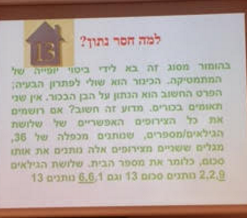 13
למה חסר נתון?
בהומור מסוג זה בא לידי ביטוי יופייה של
המתמטיקה. הכינור הוא שולי לפתרון הבעיה;
הפרט החשוב הוא הנתון על הבן הבכור. אין שני
תאומים בכורים. מדוע זה חשוב? אם רושמים
את כל הצירופים האפשריים של שלושת
הגילאים/מספרים, שנותנים מכפלה של 36,
מגלים ששניים מצירופים אלה נותנים את אותו
סכום, כלומר את מספר הבית. שלושת הגילאים
2,2,9 נותנים סכום 13 וגם 6,6,1 נותנים 13